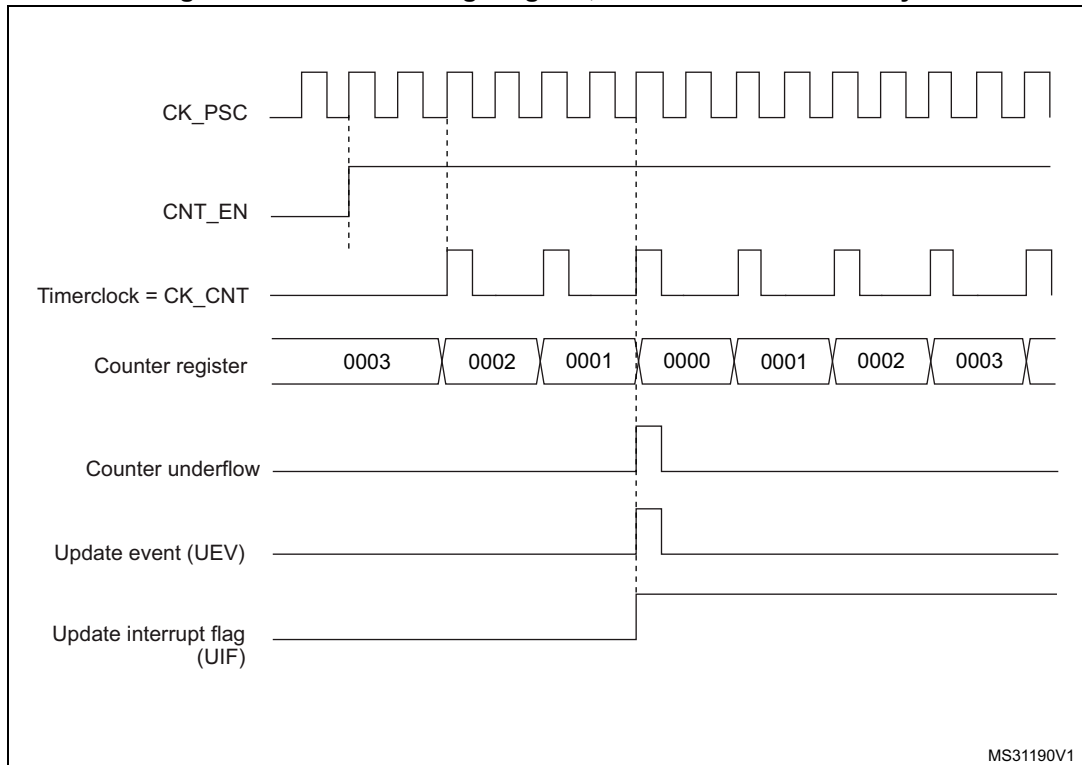 CK_PSC
CNT_EN
Timerclock = CK_CNT
Counter register
0003 0002 0001 0000 0001 0002 0003
Counter underflow
Update event (UEV)
Update interrupt flag
(UIF)
MS31190V1